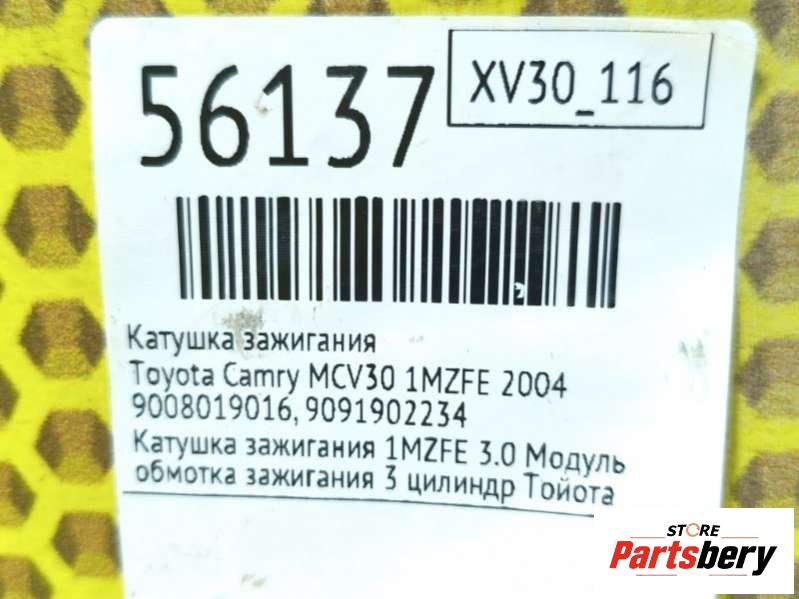 56137
XV30_116
Катушка зажигания
Toyota Camry MCV30 1MZFE 2004
9008019016, 9091902234
Катушка зажигания 1MZFE 3.0 Модуль
обмотка зажигания 3 цилиндр Тойота
STORE
Partsbery